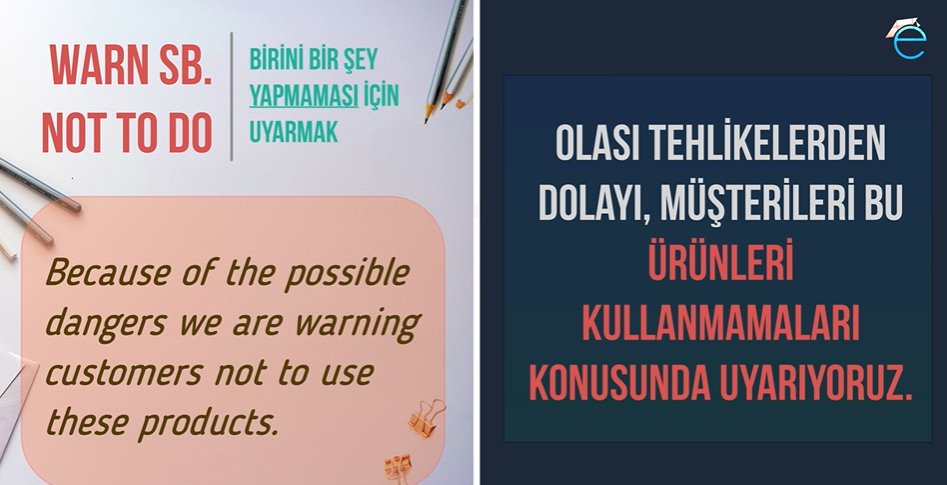 WARN SB.
NOT TO DO
BİRİNİ BİR ŞEY
YAPMAMASI İÇİN
UYARMAK
Because of the possible
dangers we are warning
customers not to use
these products.
e
OLASI TEHLİKELERDEN
DOLAYI, MÜŞTERİLERİ BU
ÜRÜNLERİ
KULLANMAMALARI
KONUSUNDA UYARIYORUZ.